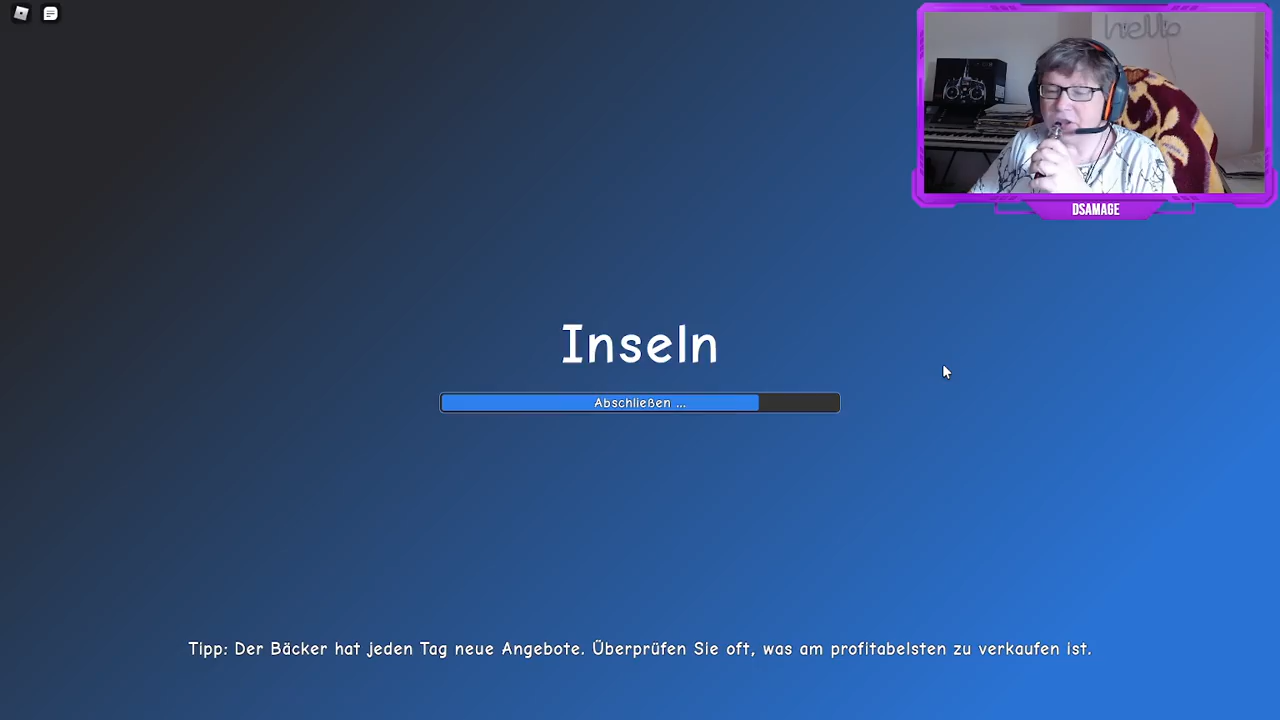 hello
DSAMAGE
Inseln
Abschließen ...
Tipp: Der Bäcker hat jeden Tag neue Angebote. Überprüfen Sie oft, was am profitabelsten zu verkaufen ist.